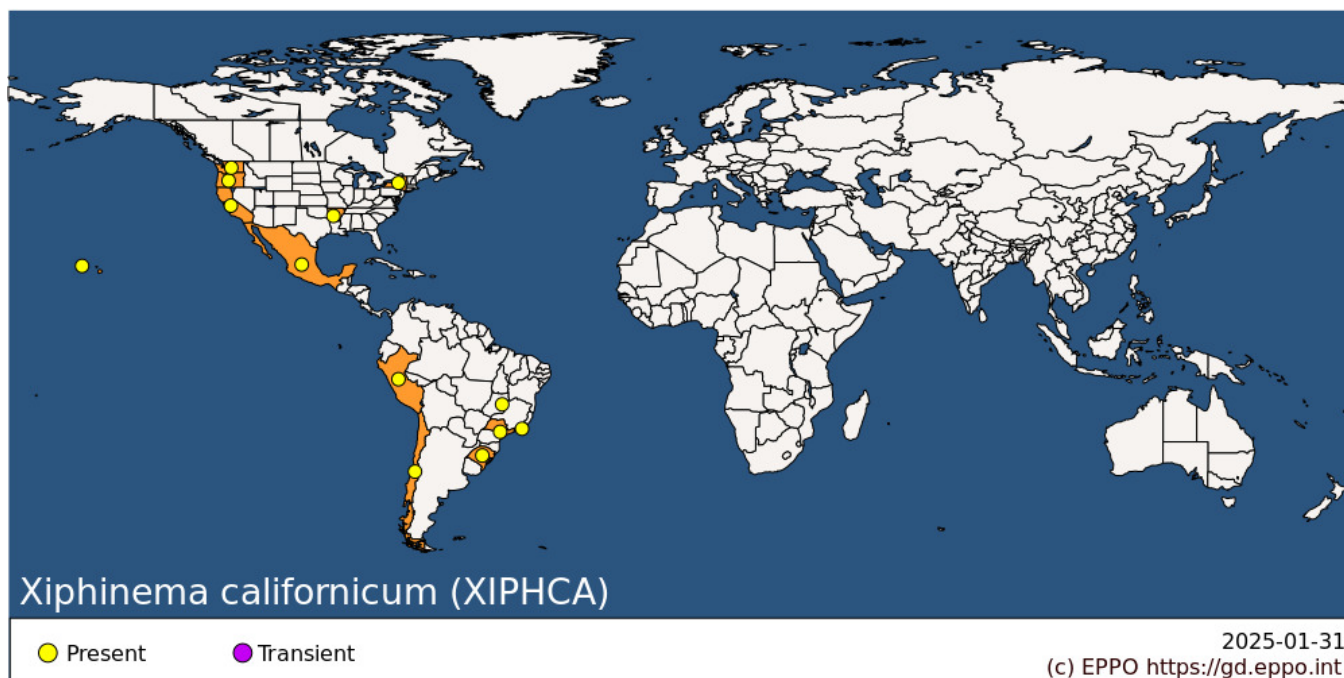 Xiphinema californicum (XIPHCA)
Present
Transient
2025-01-31
(c) EPPO https://gd.eppo.int